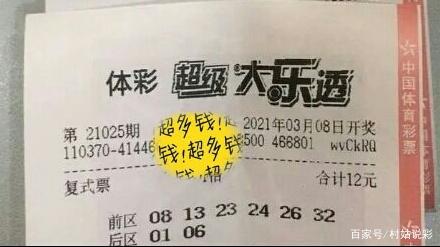 体彩 超级大乐透
第 21025期 2021年03月08日开奖
110370-41446 500 466801 wvCkRQ
超多钱!
钱!超多钱
钱!超
复式票 合计12元
前区 08 13 23 24 26 32
后区 01 06
中国体育彩票
百家号/村姑说彩